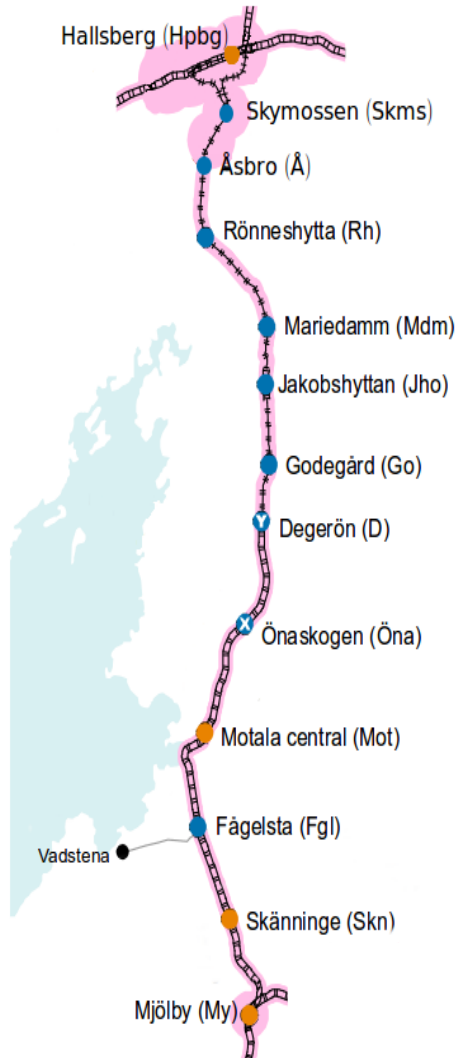 Hallsberg (Hpbg)
Skymossen (Skms)
Åsbro (Å)
Rönneshytta (Rh)
Mariedamm (Mdm)
Jakobshyttan (Jho)
Godegård (Go)
Y
Degerön (D)
X
Önaskogen (Öna)
Motala central (Mot)
Fågelsta (Fgl)
Vadstena
Skänninge (Skn)
Mjölby (My)